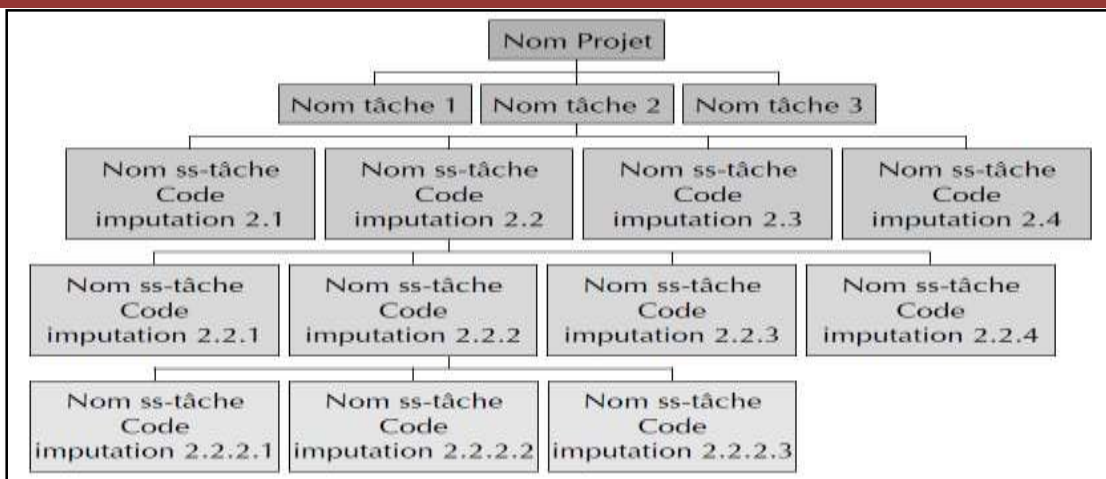 Nom Projet
Nom tâche 1
Nom tâche 2
Nom tâche 3
Nom ss-tâche
Code
imputation 2.1
Nom ss-tâche
Code
imputation 2.2
Nom ss-tâche
Code
imputation 2.3
Nom ss-tâche
Code
imputation 2.4
Nom ss-tâche
Code
imputation 2.2.1
Nom ss-tâche
Code
imputation 2.2.2
Nom ss-tâche
Code
imputation 2.2.3
Nom ss-tâche
Code
imputation 2.2.4
Nom ss-tâche
Code
imputation 2.2.2.1
Nom ss-tâche
Code
imputation 2.2.2.2
Nom ss-tâche
Code
imputation 2.2.2.3